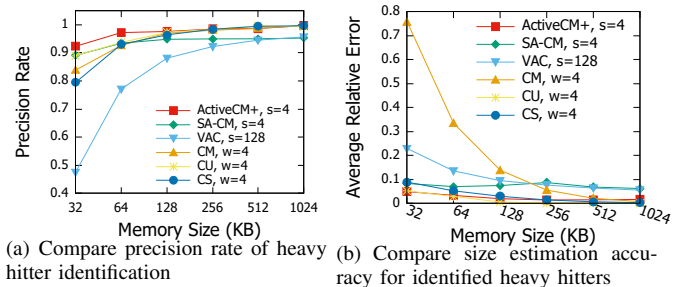 1
0.9
0.8
0.7
0.6
0.5
0.4
Precision Rate
ActiveCM+, s=4
SA-CM, s=4
VAC, s=128
CM, w=4
CU, w=4
CS, w=4
32 64 128 256 512 1024
Memory Size (KB)
(a) Compare precision rate of heavy
hitter identification
0.8
0.7
0.6
0.5
0.4
0.3
0.2
0.1
0
Average Relative Error
ActiveCM+, s=4
SA-CM, s=4
VAC, s=128
CM, w=4
CU, w=4
CS, w=4
32 64 128 256 512 1024
Memory Size (KB)
(b) Compare size estimation accu-
racy for identified heavy hitters